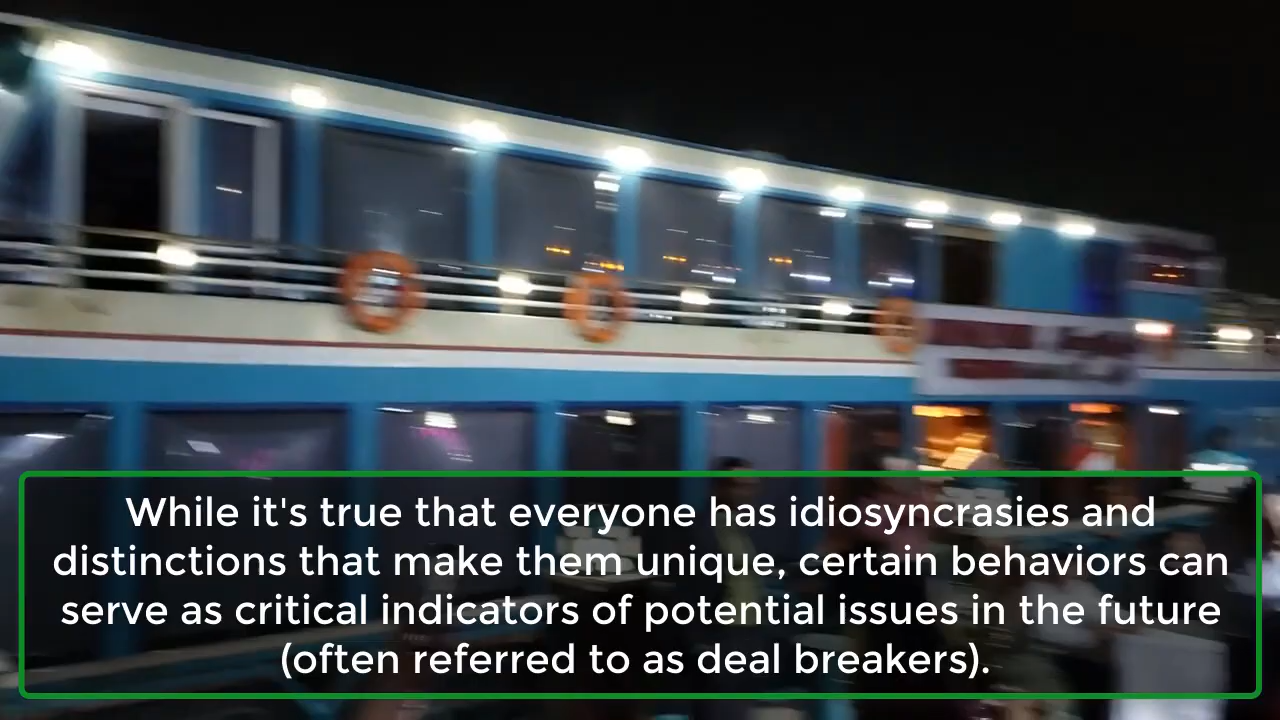 While it's true that everyone has idiosyncrasies and
distinctions that make them unique, certain behaviors can
serve as critical indicators of potential issues in the future
(often referred to as deal breakers).